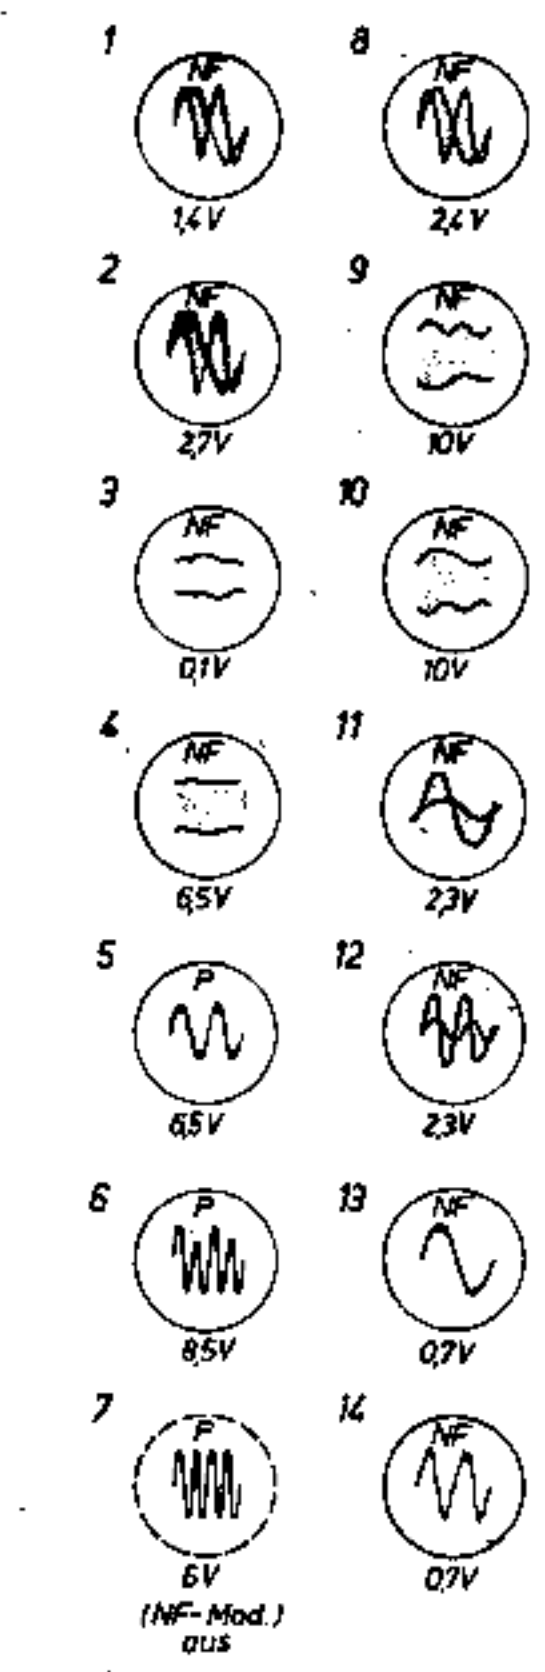 1
NF
1,4V
2
NF
2,7V
3
NF
0,1V
4
NF
6,5V
5
P
6,5V
6
P
8,5V
7
P
6V
(NF-Mod.)
aus
8
NF
2,4V
9
NF
10V
10
NF
10V
11
NF
2,3V
12
NF
2,3V
13
NF
0,7V
14
NF
0,7V